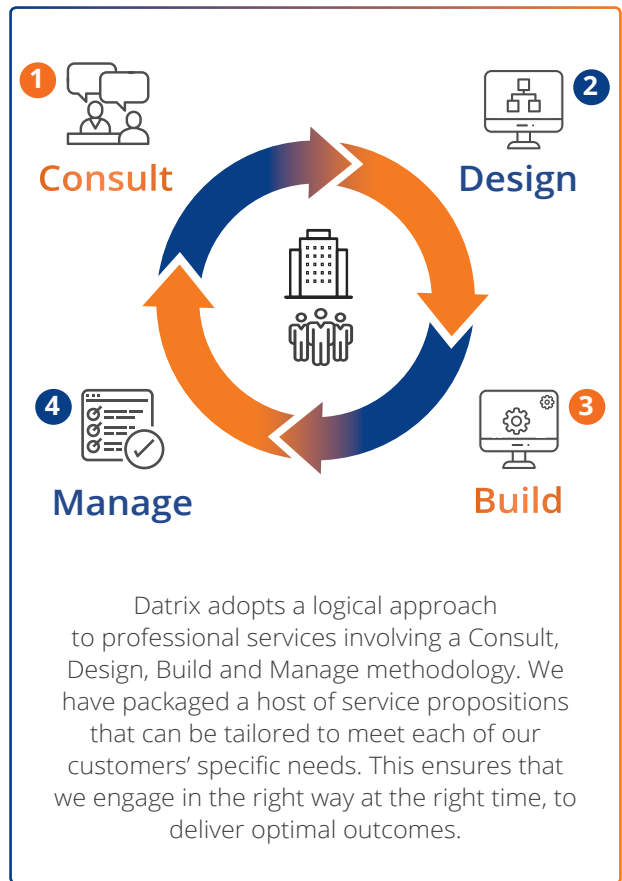 1
Consult
2
Design
4
Manage
3
Build
Datrix adopts a logical approach
to professional services involving a Consult,
Design, Build and Manage methodology. We
have packaged a host of service propositions
that can be tailored to meet each of our
customers’ specific needs. This ensures that
we engage in the right way at the right time, to
deliver optimal outcomes.